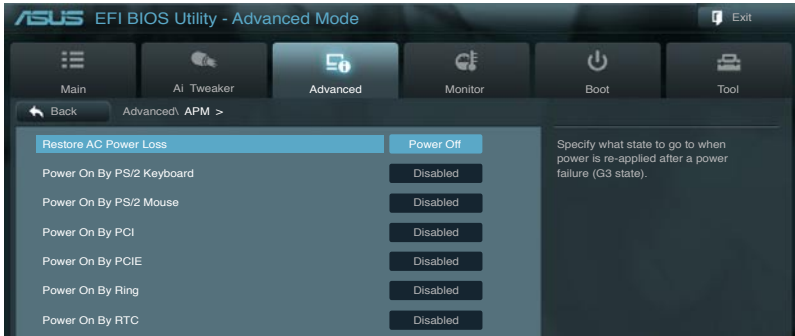 ASUS EFI BIOS Utility - Advanced Mode
Exit
Main
Ai Tweaker
Advanced
Monitor
Boot
Tool
Back
Advanced\ APM >
Restore AC Power Loss Power Off
Power On By PS/2 Keyboard Disabled
Power On By PS/2 Mouse Disabled
Power On By PCI Disabled
Power On By PCIE Disabled
Power On By Ring Disabled
Power On By RTC Disabled
Specify what state to go to when
power is re-applied after a power
failure (G3 state).